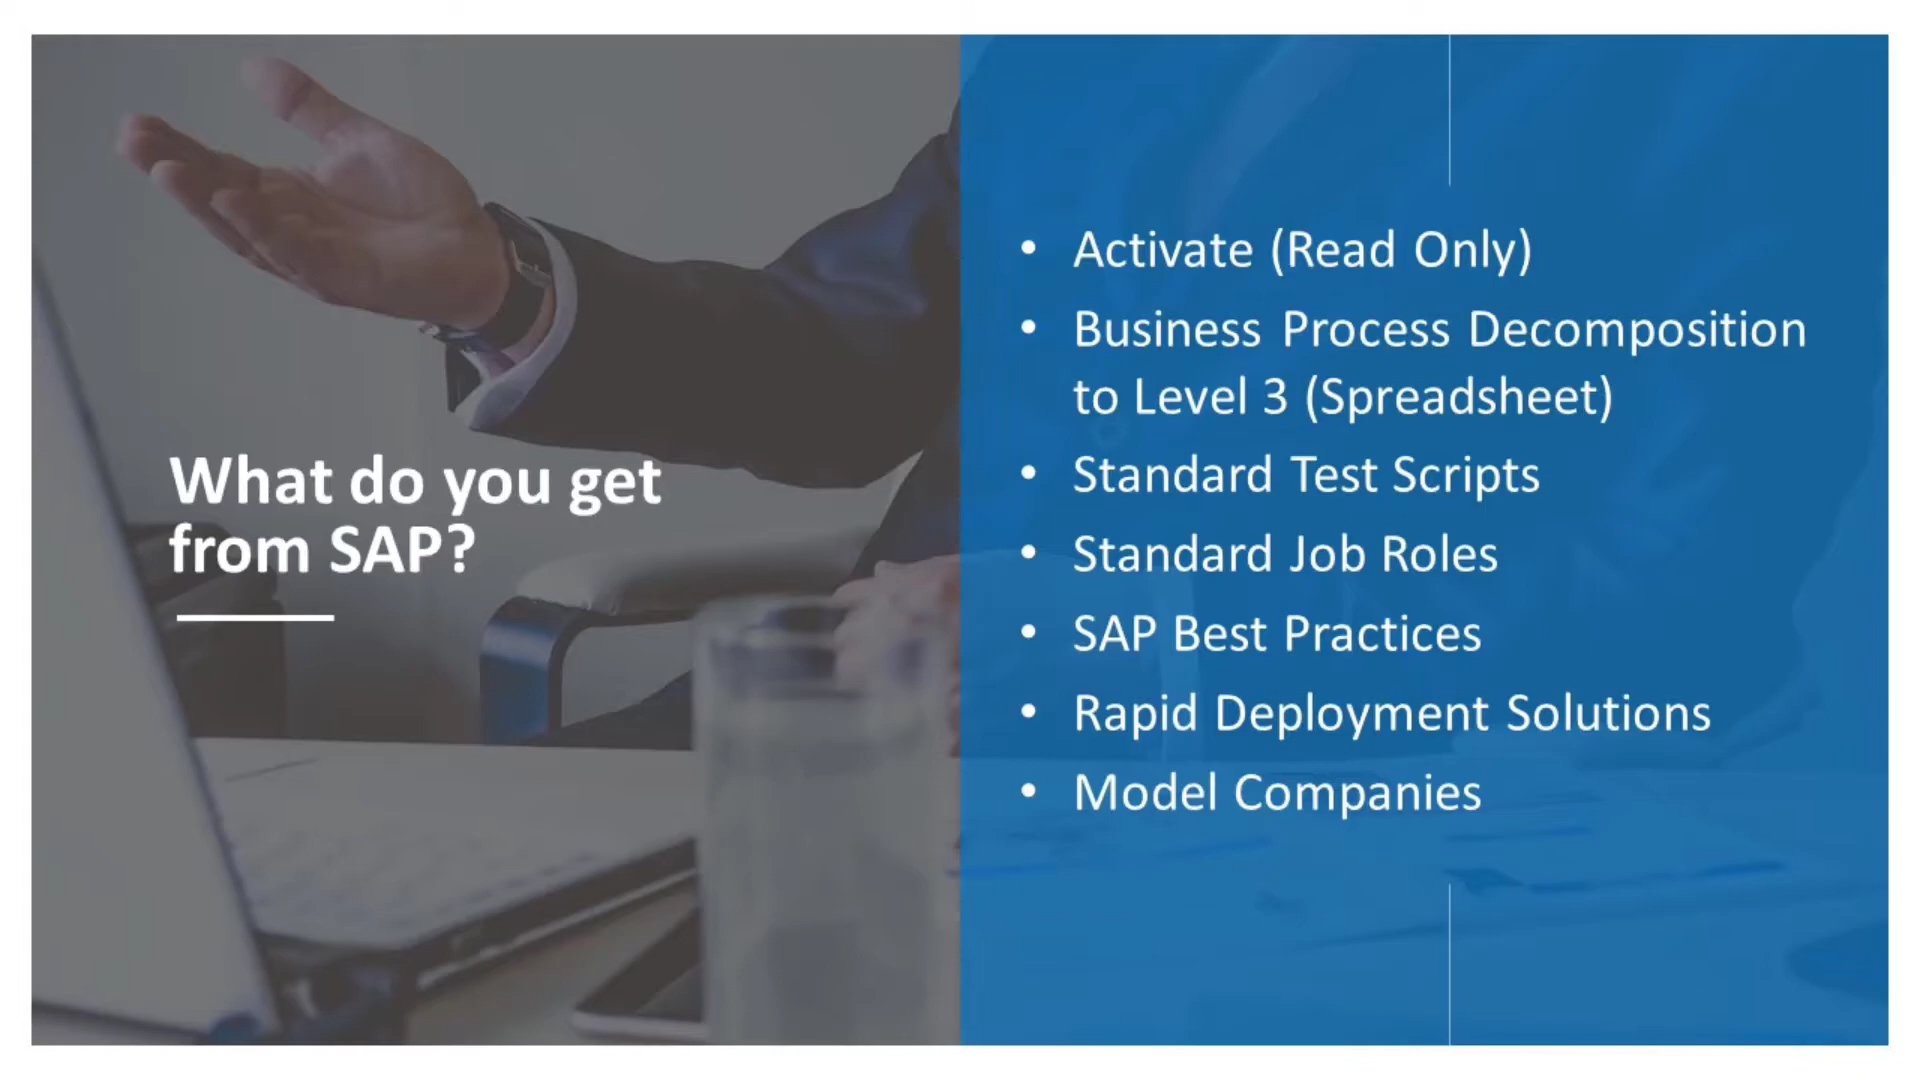 What do you get
from SAP?
• Activate (Read Only)
• Business Process Decomposition
to Level 3 (Spreadsheet)
• Standard Test Scripts
• Standard Job Roles
• SAP Best Practices
• Rapid Deployment Solutions
• Model Companies